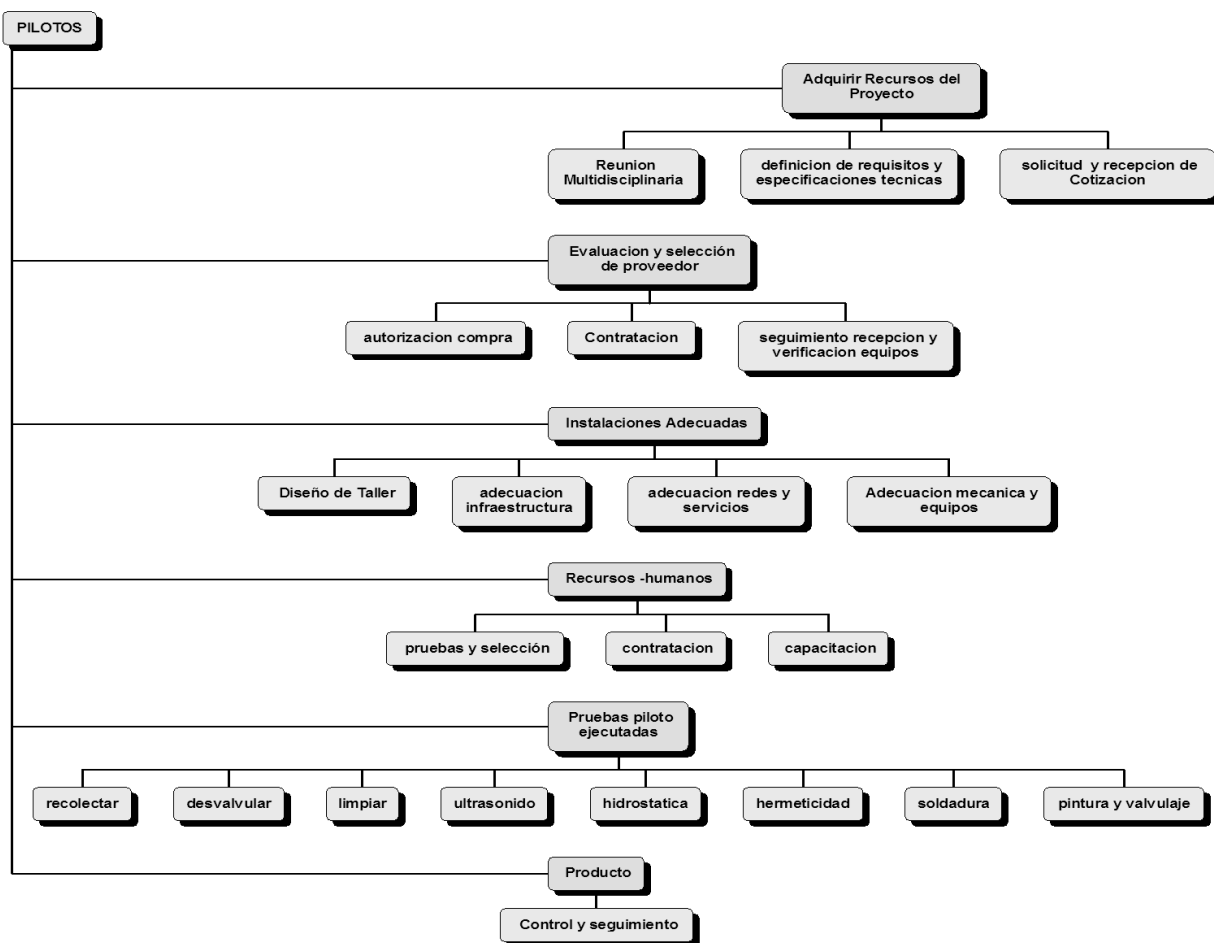 PILOTOS
Adquirir Recursos del
Proyecto
Reunion
Multidisciplinaria
definicion de requisitos y
especificaciones tecnicas
solicitud y recepcion de
Cotizacion
Evaluacion y selección
de proveedor
autorizacion compra
Contratacion
seguimiento recepcion y
verificacion equipos
Instalaciones Adecuadas
Diseño de Taller
adecuacion
infraestructura
adecuacion redes y
servicios
Adecuacion mecanica y
equipos
Recursos -humanos
pruebas y selección
contratacion
capacitacion
Pruebas piloto
ejecutadas
recolectar
desvalvular
limpiar
ultrasonido
hidrostatica
hermeticidad
soldadura
pintura y valvulaje
Producto
Control y seguimiento